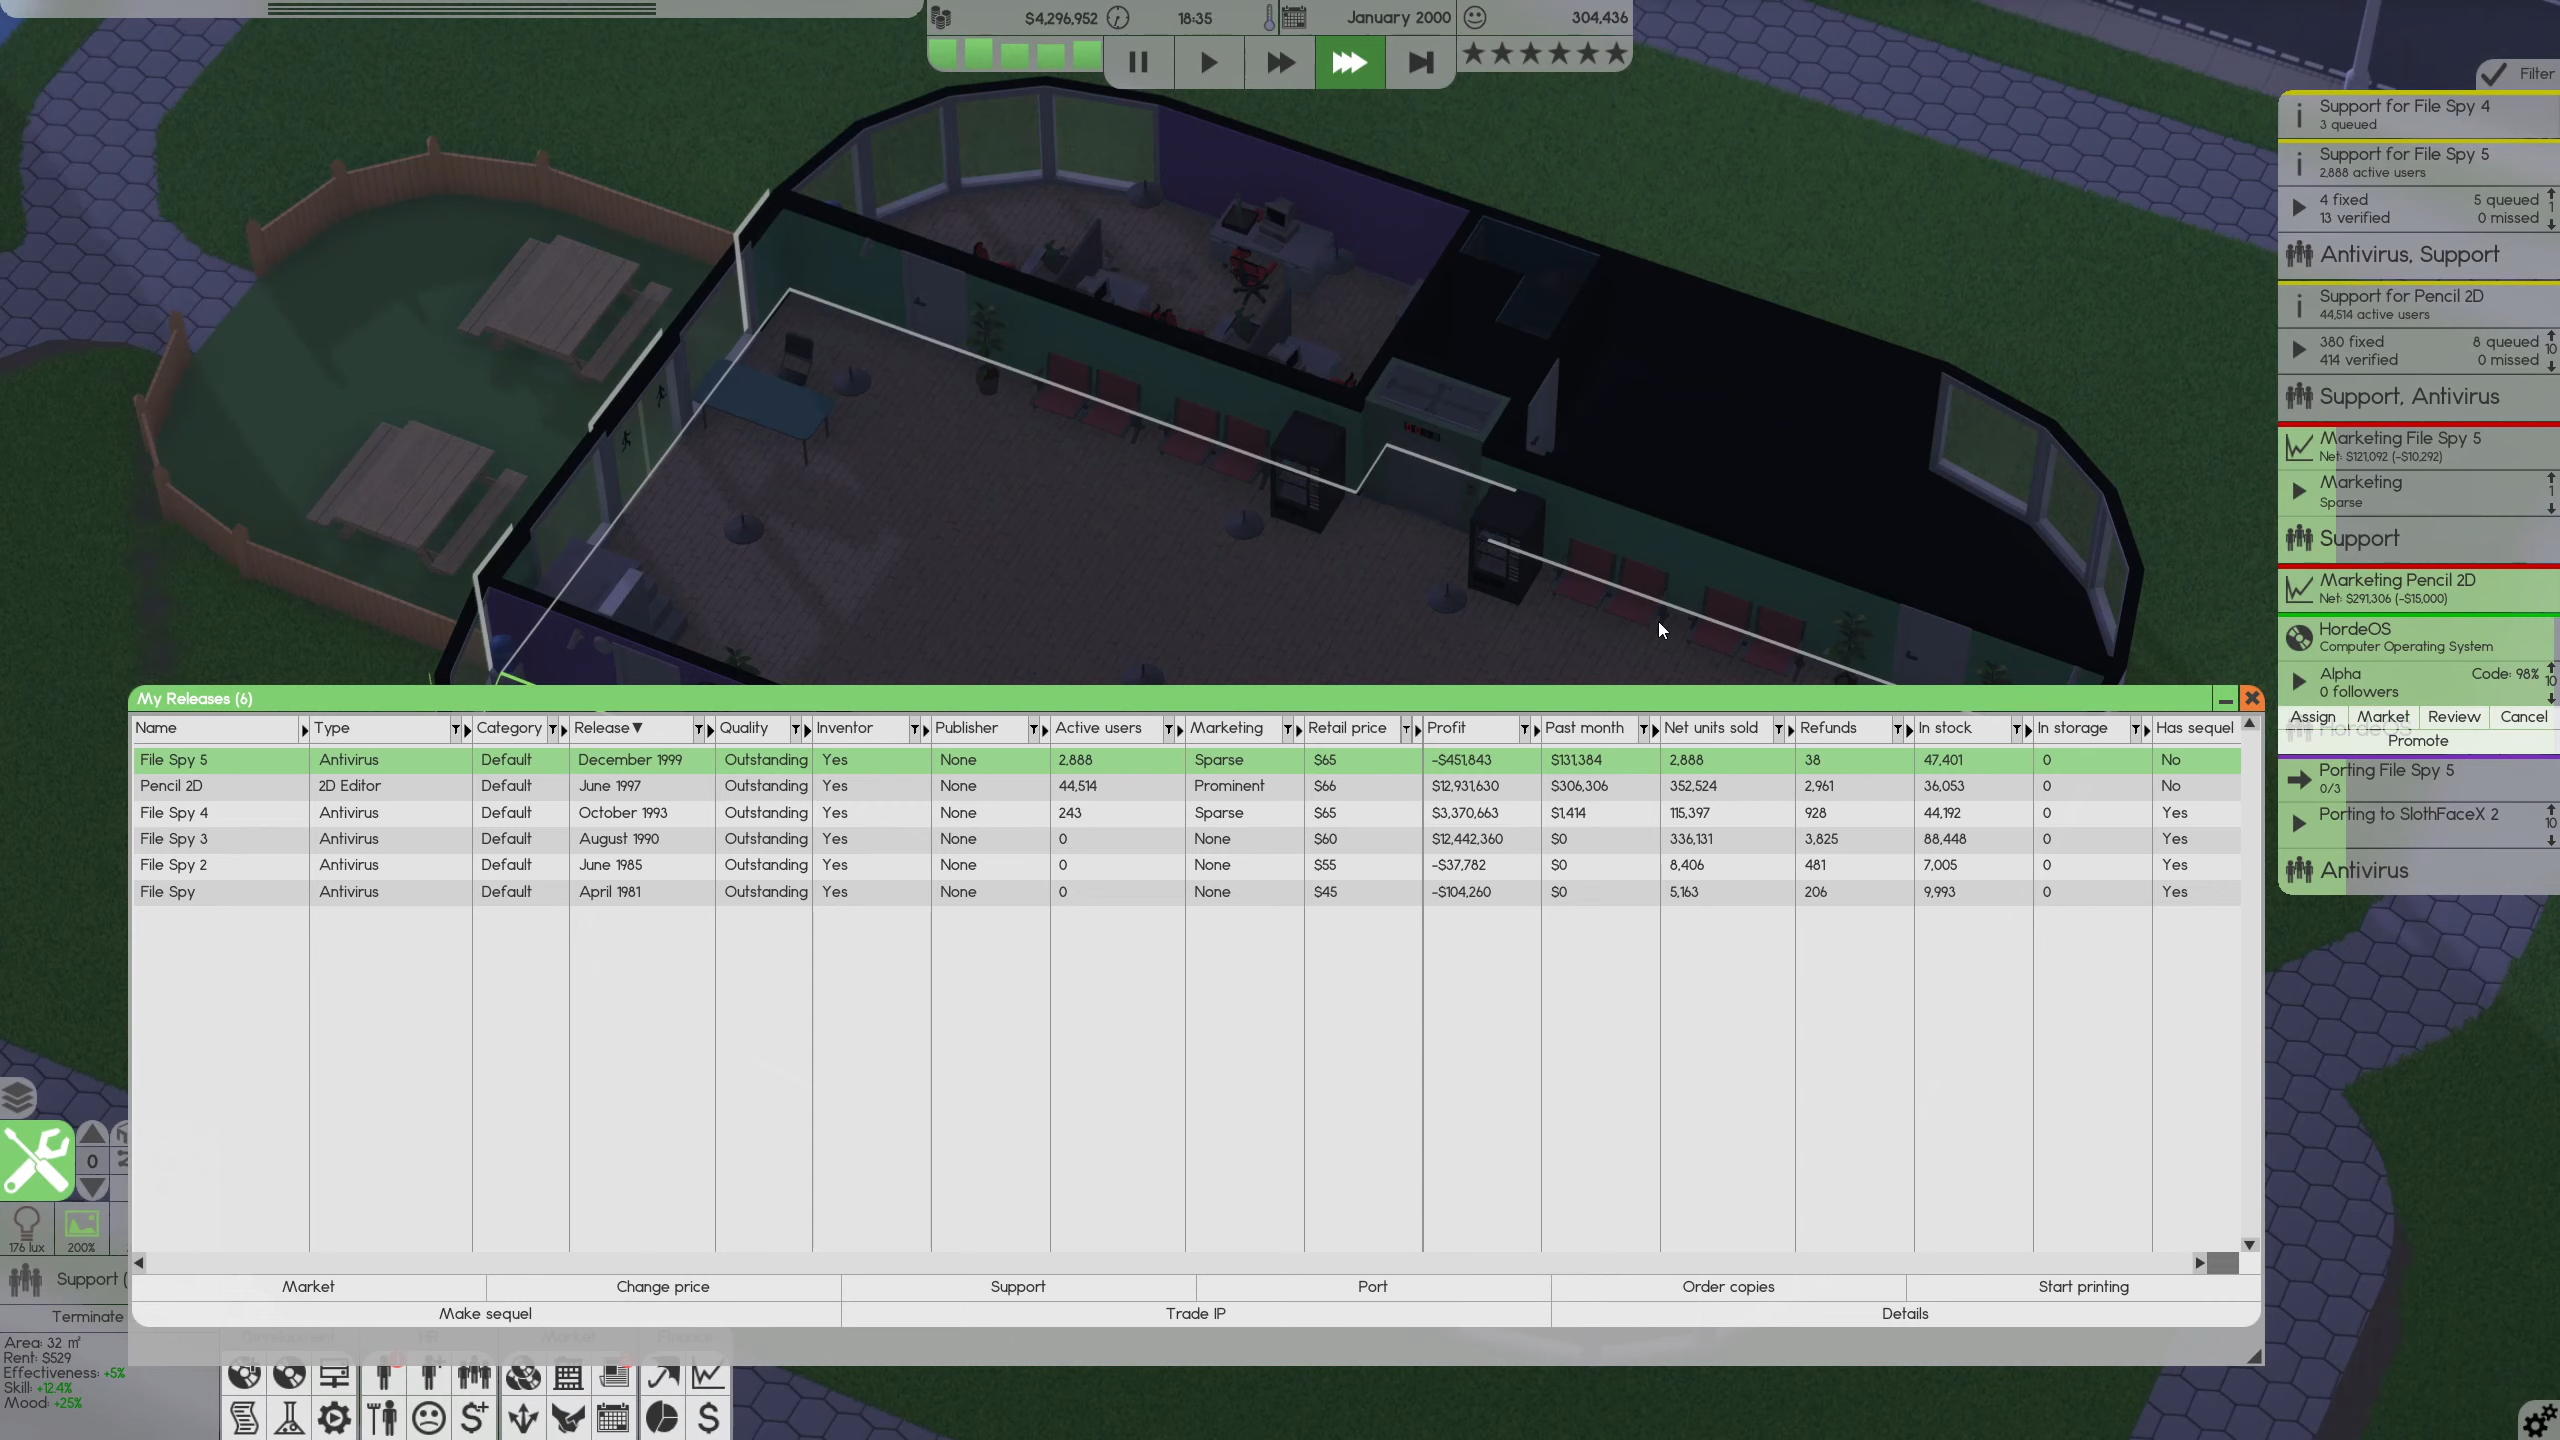 $4,296,952 18:35 January 2000 304,436
Filter
Support for File Spy 4
3 queued
Support for File Spy 5
2,888 active users
4 fixed 5 queued
13 verified 0 missed
1
Antivirus, Support
Support for Pencil 2D
44,514 active users
380 fixed 8 queued
414 verified 0 missed
10
Support, Antivirus
Marketing File Spy 5
Net: $121,092 (-$10,292)
Marketing
Sparse
1
Support
Marketing Pencil 2D
Net: $291,306 (-$15,000)
HordeOS
Computer Operating System
Alpha Code: 98%
0 followers
10
Assign Market Review Cancel
HordeOS
Promote
Porting File Spy 5
0/3
Porting to SlothFaceX 2
10
Antivirus
My Releases (6)
Name Type Category Release Quality Inventor Publisher Active users Marketing Retail price Profit Past month Net units sold Refunds In stock In storage Has sequel
File Spy 5 Antivirus Default December 1999 Outstanding Yes None 2,888 Sparse $65 -$451,843 $131,384 2,888 38 47,401 0 No
Pencil 2D 2D Editor Default June 1997 Outstanding Yes None 44,514 Prominent $66 $12,931,630 $306,306 352,524 2,961 36,053 0 No
File Spy 4 Antivirus Default October 1993 Outstanding Yes None 243 Sparse $65 $3,370,663 $1,414 115,397 928 44,192 0 Yes
File Spy 3 Antivirus Default August 1990 Outstanding Yes None 0 None $60 $12,442,360 $0 336,131 3,825 88,448 0 Yes
File Spy 2 Antivirus Default June 1985 Outstanding Yes None 0 None $55 -$37,782 $0 8,406 481 7,005 0 Yes
File Spy Antivirus Default April 1981 Outstanding Yes None 0 None $45 -$104,260 $0 5,163 206 9,993 0 Yes
Market Change price Support Port Order copies Start printing
Make sequel Trade IP Details
0
176 lux 200%
Support (
Terminate
Area: 32 m²
Rent: $529
Effectiveness: +5%
Skill: +12.4%
Mood: +25%
Development HR Market Finance